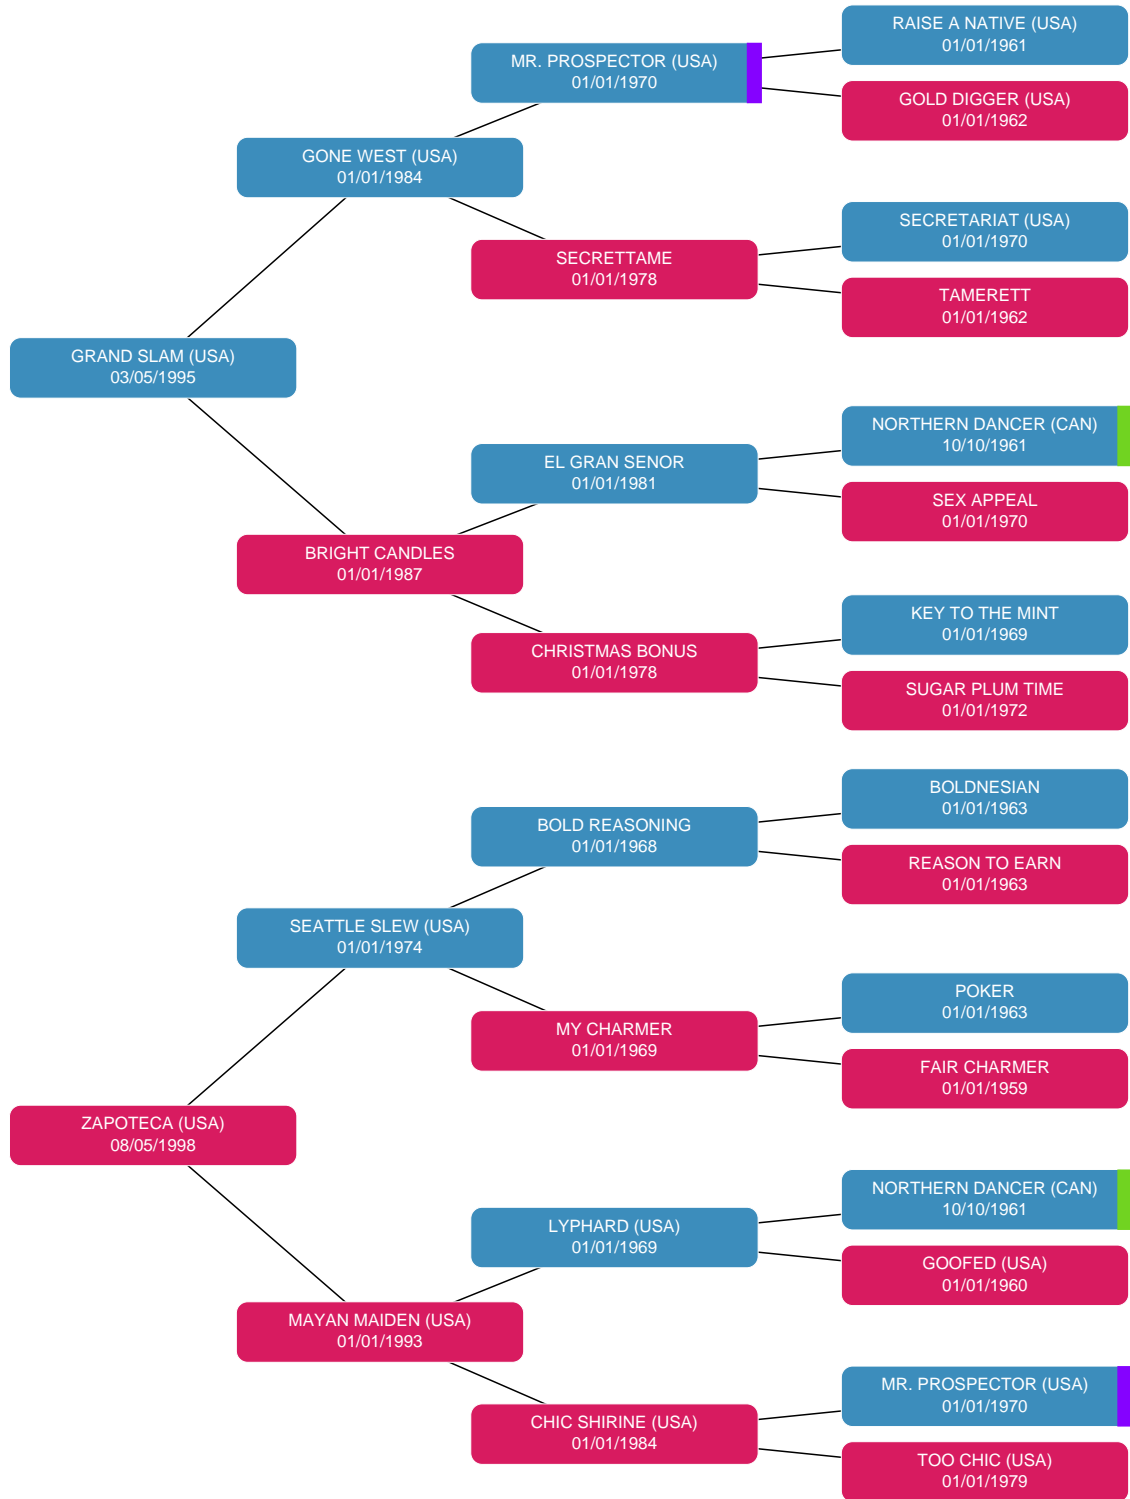 RAISE A NATIVE (USA)
01/01/1961
MR. PROSPECTOR (USA)
01/01/1970
GOLD DIGGER (USA)
01/01/1962
GONE WEST (USA)
01/01/1984
SECRETARIAT (USA)
01/01/1970
SECRETTAME
01/01/1978
TAMERETT
01/01/1962
GRAND SLAM (USA)
03/05/1995
NORTHERN DANCER (CAN)
10/10/1961
EL GRAN SENOR
01/01/1981
SEX APPEAL
01/01/1970
BRIGHT CANDLES
01/01/1987
KEY TO THE MINT
01/01/1969
CHRISTMAS BONUS
01/01/1978
SUGAR PLUM TIME
01/01/1972
BOLDNESIAN
01/01/1963
BOLD REASONING
01/01/1968
REASON TO EARN
01/01/1963
SEATTLE SLEW (USA)
01/01/1974
POKER
01/01/1963
MY CHARMER
01/01/1969
FAIR CHARMER
01/01/1959
ZAPOTECA (USA)
08/05/1998
NORTHERN DANCER (CAN)
10/10/1961
LYPHARD (USA)
01/01/1969
GOOFED (USA)
01/01/1960
MAYAN MAIDEN (USA)
01/01/1993
MR. PROSPECTOR (USA)
01/01/1970
CHIC SHIRINE (USA)
01/01/1984
TOO CHIC (USA)
01/01/1979